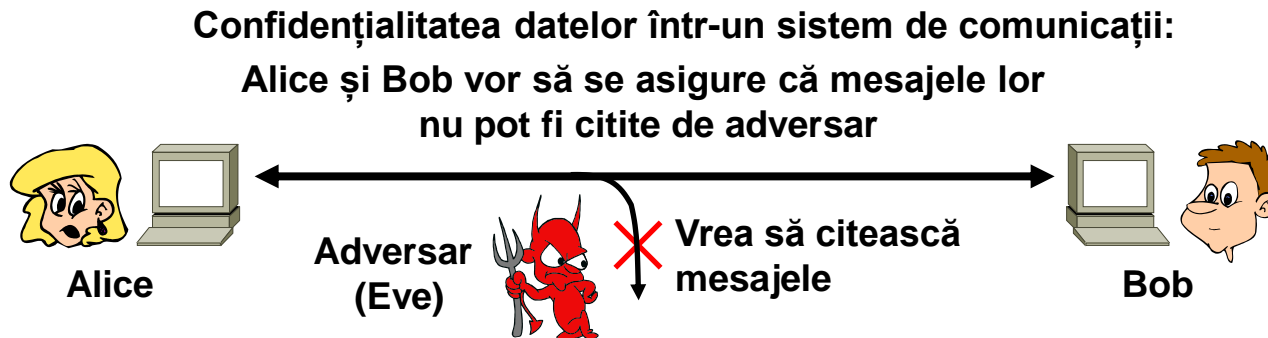 Confidențialitatea datelor într-un sistem de comunicații:
Alice și Bob vor să se asigure că mesajele lor
nu pot fi citite de adversar
Alice
Adversar
(Eve)
Vrea să citească
mesajele
Bob